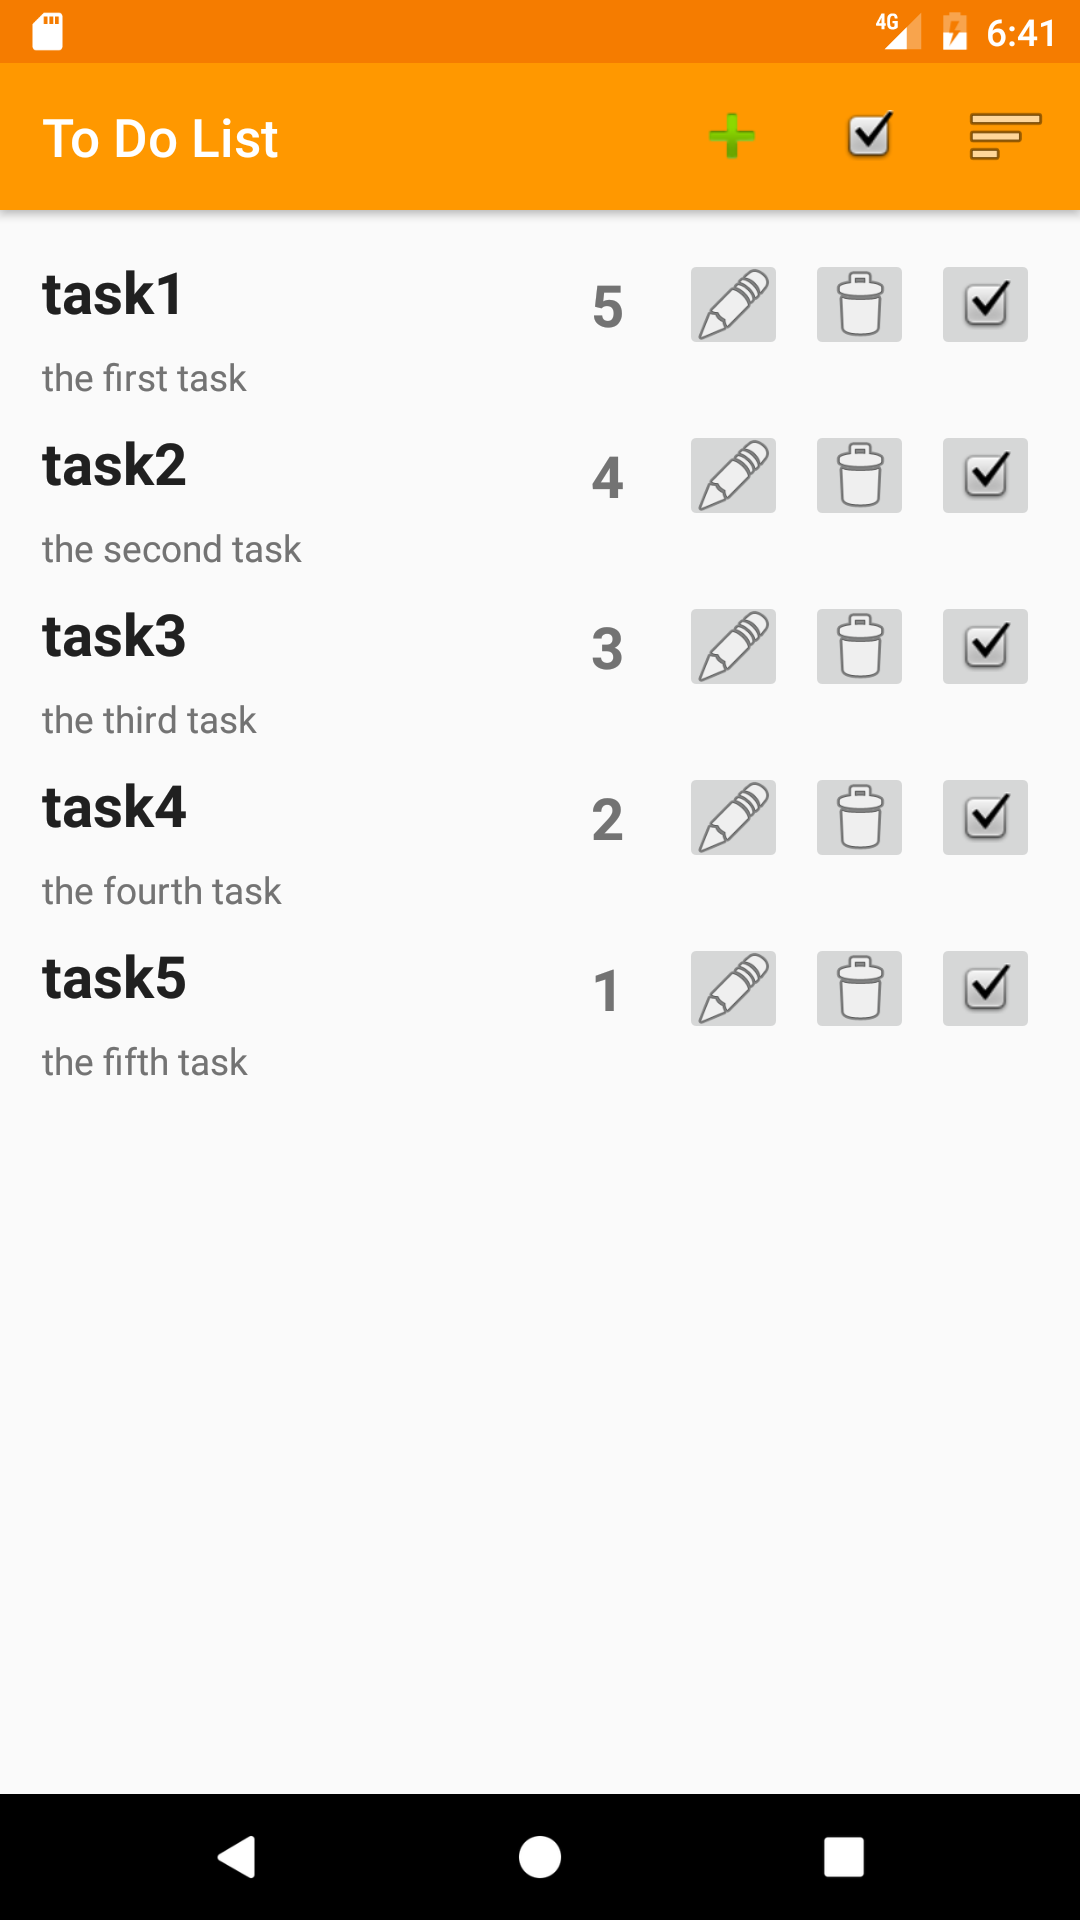 4G 6:41
To Do List
task1 5
the first task
task2 4
the second task
task3 3
the third task
task4 2
the fourth task
task5 1
the fifth task